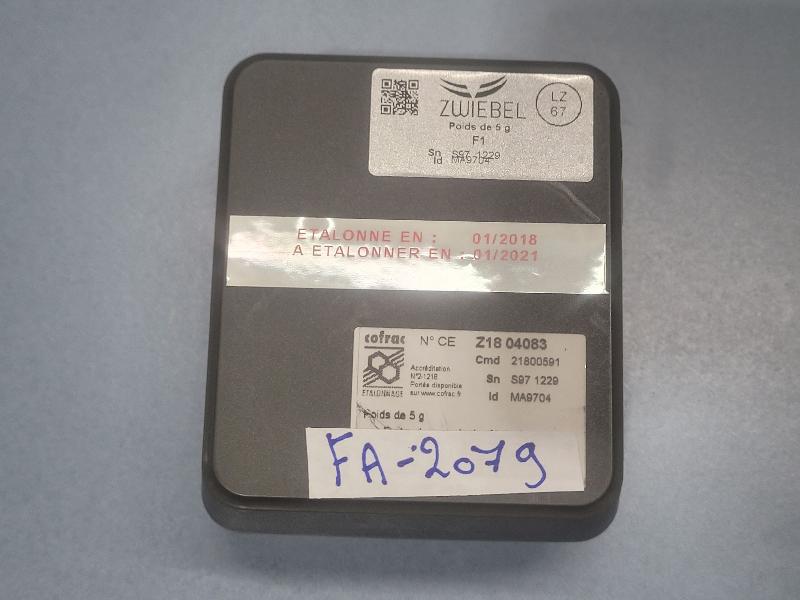 ZWIEBEL
LZ
67
Poids de 5 g
F1
Sn S97 1229
Id MA9704
ETALONNE EN : 01/2018
A ETALONNER EN : 01/2021
cofrac
ETALONNAGE
Accréditation
N°2-1218
Portée disponible
sur www.cofrac.fr
N° CE Z18 04083
Cmd 21800591
Sn S97 1229
Id MA9704
Poids de 5 g
FA-2079